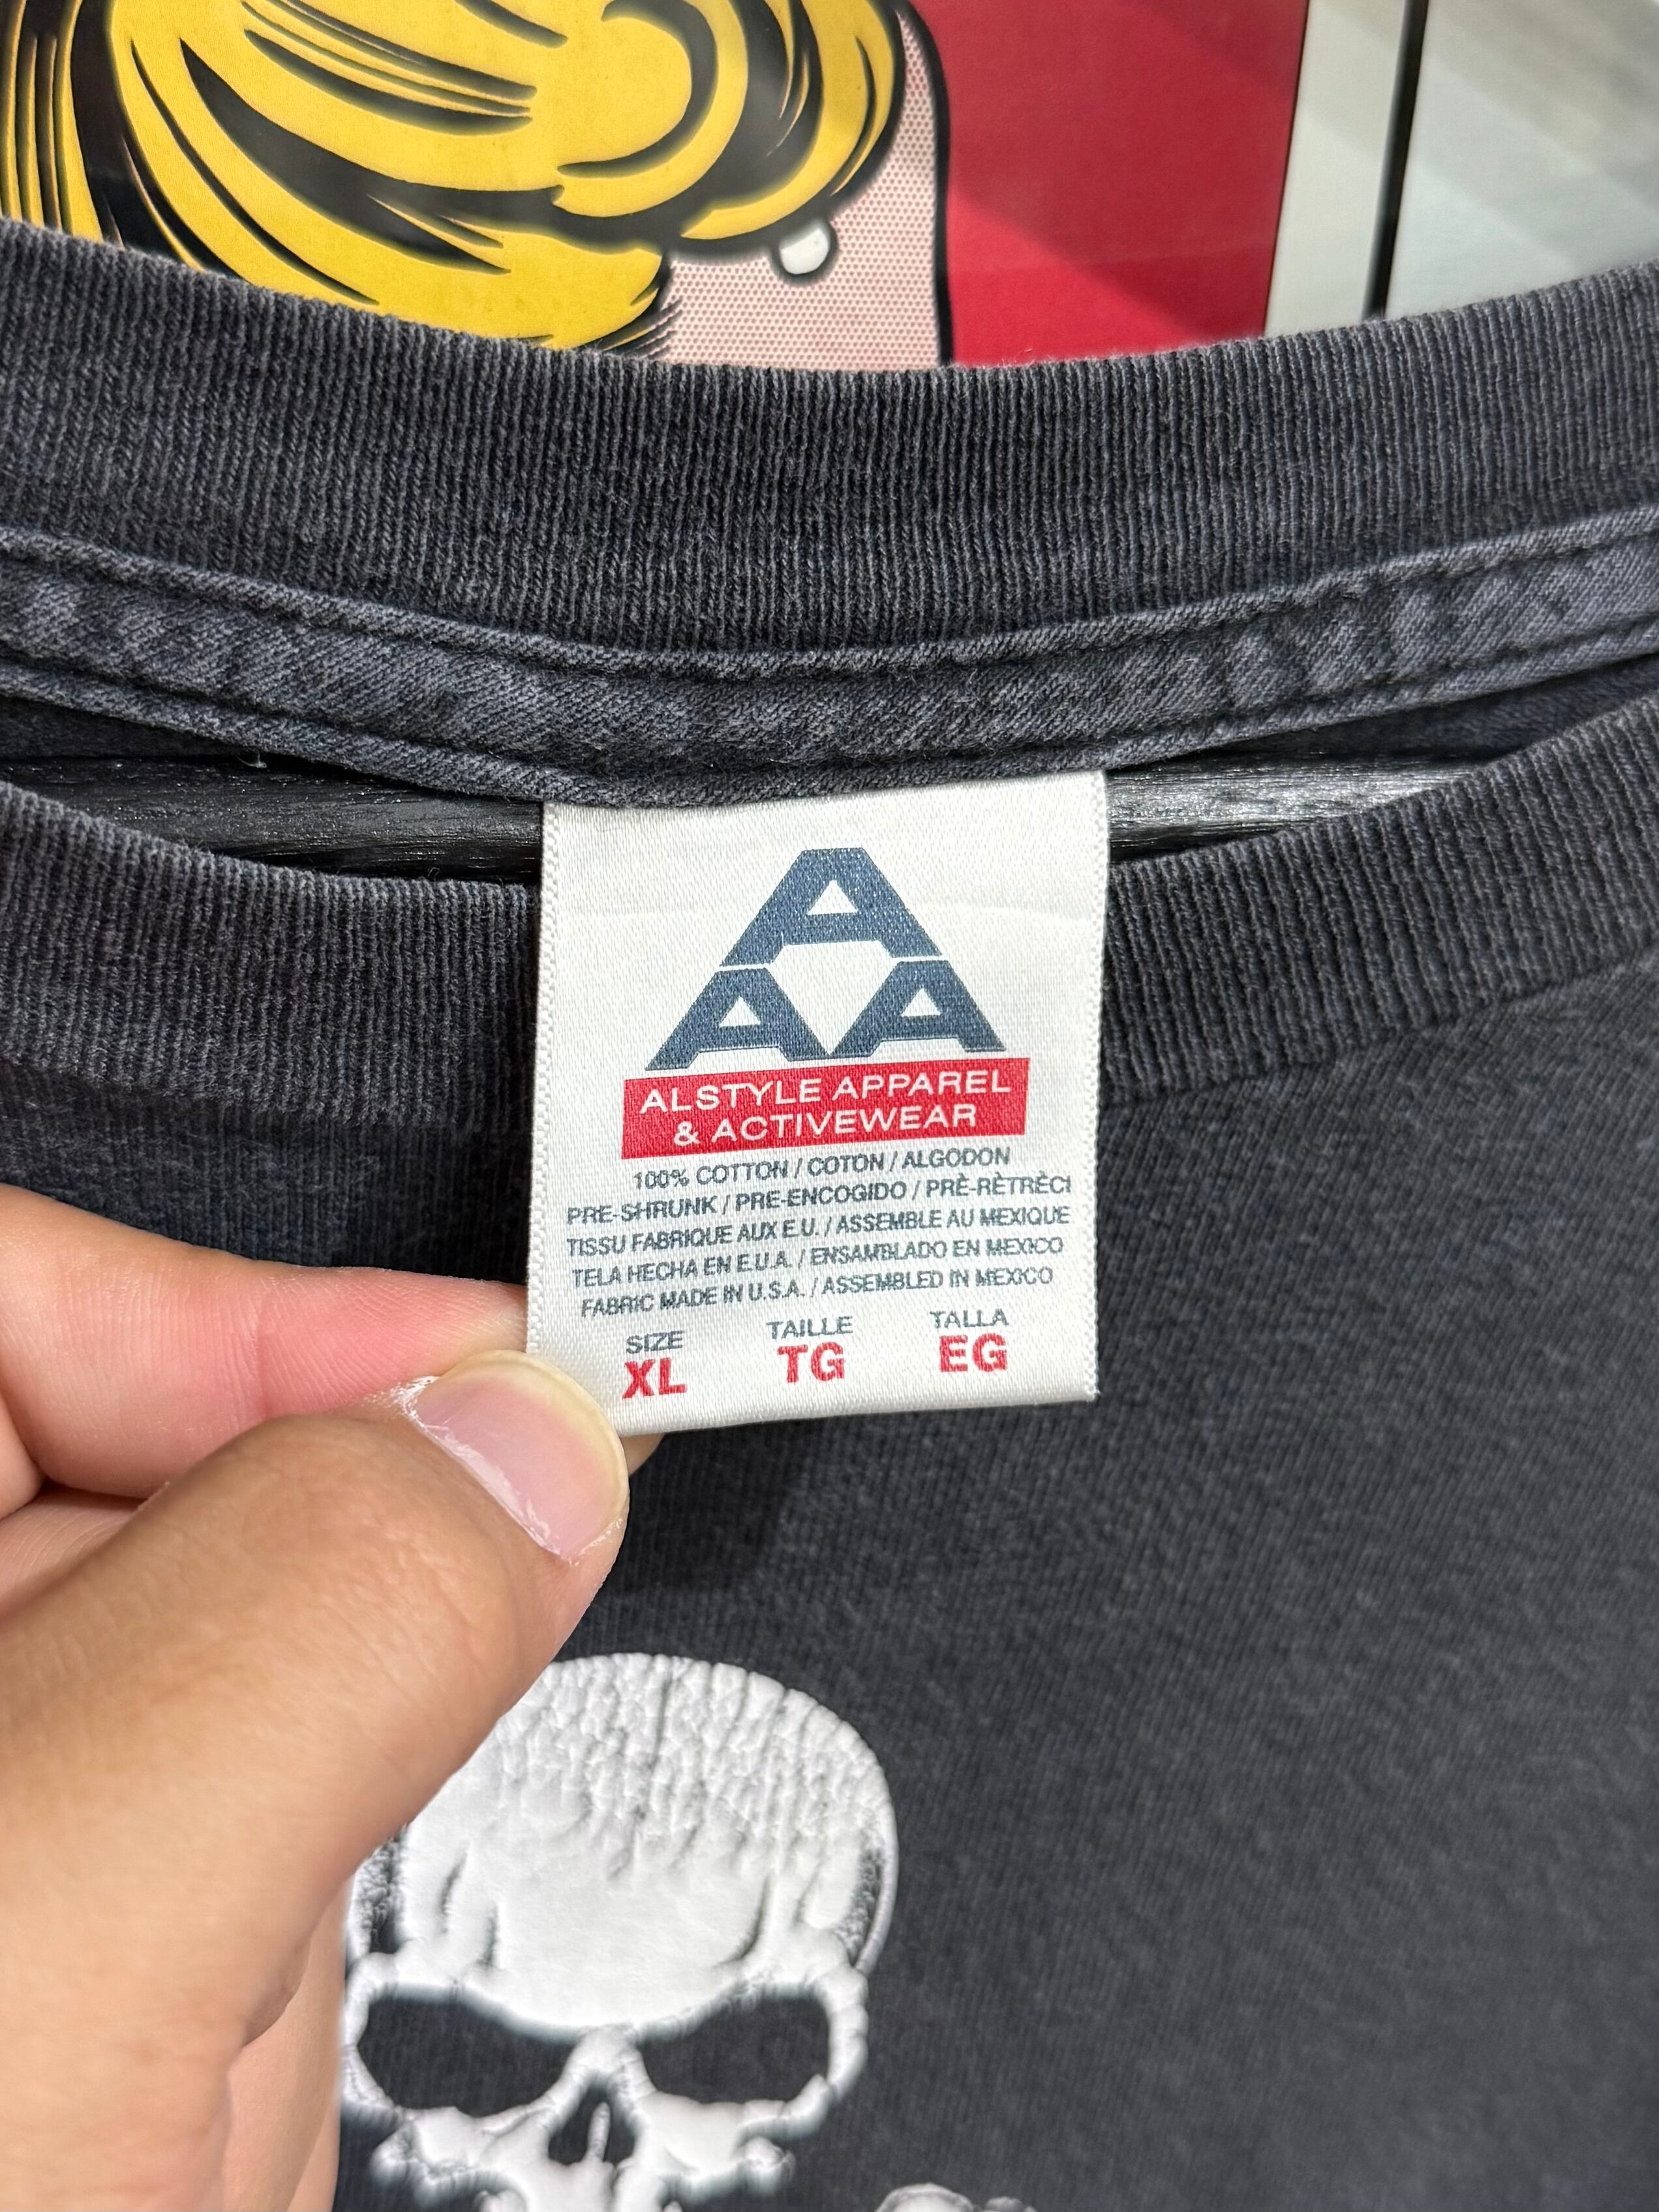 A
A A
ALSTYLE APPAREL
& ACTIVEWEAR
100% COTTON / COTON / ALGODON
PRE-SHRUNK / PRE-ENCOGIDO / PRÈ-RÈTRÈCI
TISSU FABRIQUE AUX E.U. / ASSEMBLE AU MEXIQUE
TELA HECHA EN E.U.A. / ENSAMBLADO EN MEXICO
FABRIC MADE IN U.S.A. / ASSEMBLED IN MEXICO
SIZE TAILLE TALLA
XL TG EG